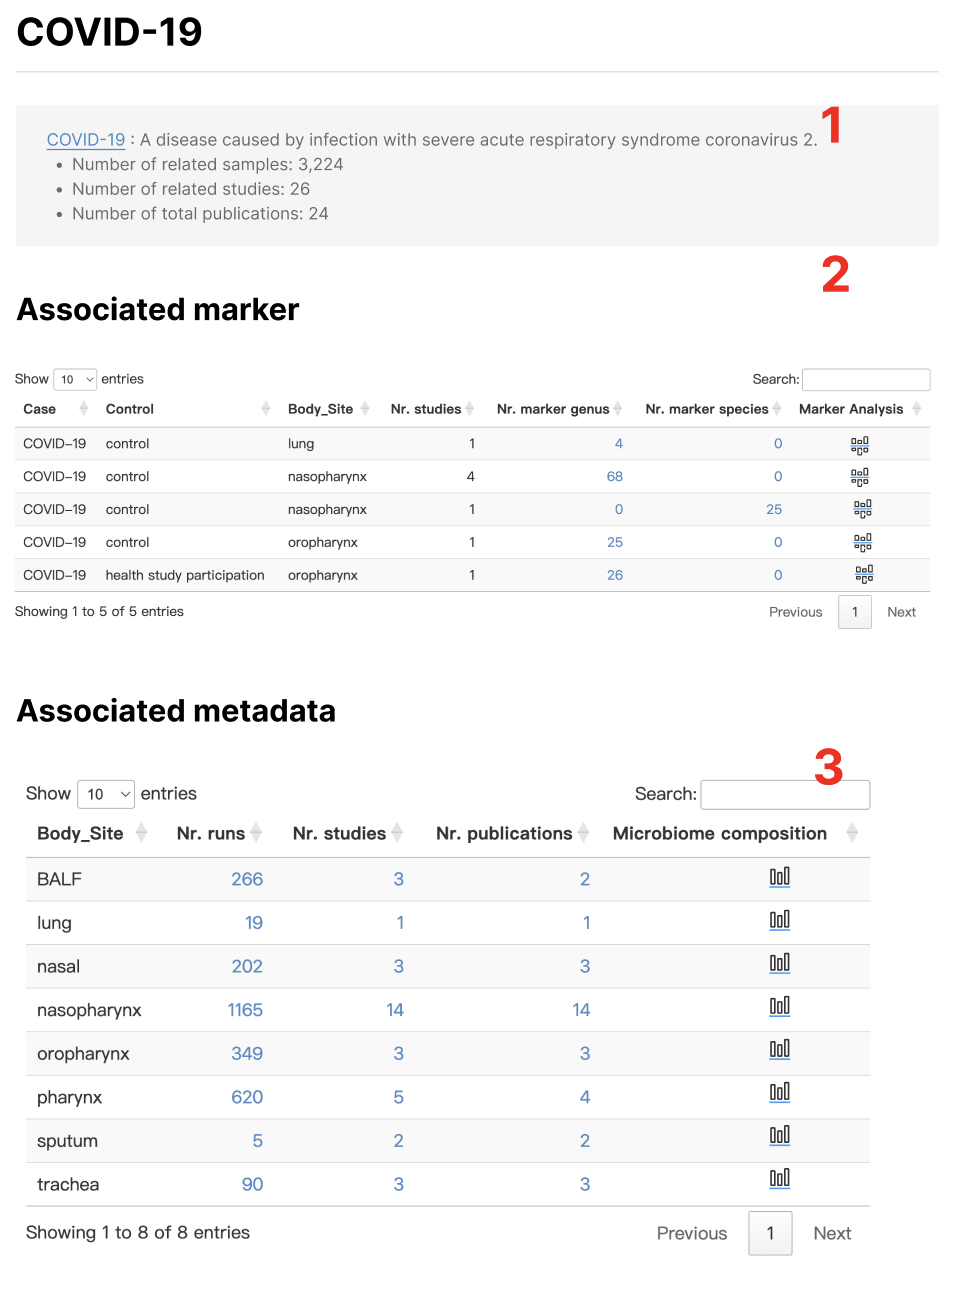 COVID-19
1
COVID-19 : A disease caused by infection with severe acute respiratory syndrome coronavirus 2.
• Number of related samples: 3,224
• Number of related studies: 26
• Number of total publications: 24
2
Associated marker
Show 10 entries Search:
Case Control Body_Site Nr. studies Nr. marker genus Nr. marker species Marker Analysis
COVID-19 control lung 1 4 0
COVID-19 control nasopharynx 4 68 0
COVID-19 control nasopharynx 1 0 25
COVID-19 control oropharynx 1 25 0
COVID-19 health study participation oropharynx 1 26 0
Showing 1 to 5 of 5 entries Previous 1 Next
Associated metadata
3
Show 10 entries Search:
Body_Site Nr. runs Nr. studies Nr. publications Microbiome composition
BALF 266 3 2
lung 19 1 1
nasal 202 3 3
nasopharynx 1165 14 14
oropharynx 349 3 3
pharynx 620 5 4
sputum 5 2 2
trachea 90 3 3
Showing 1 to 8 of 8 entries Previous 1 Next